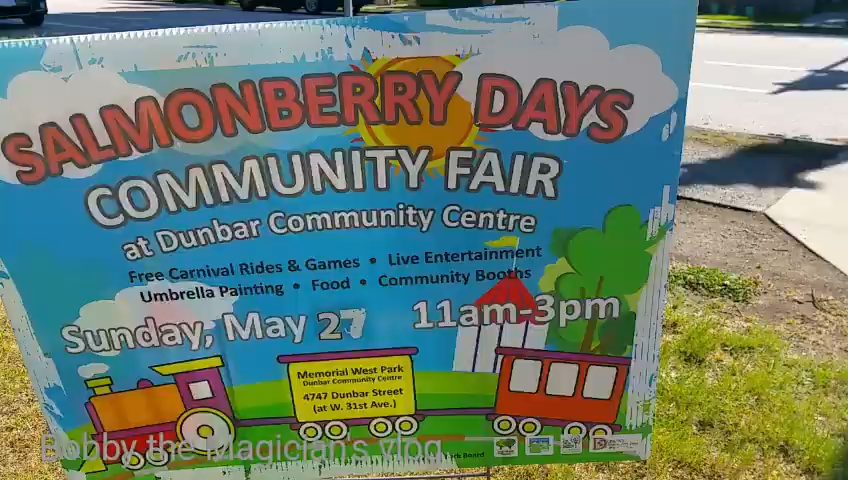 SALMONBERRY DAYS
COMMUNITY FAIR
at Dunbar Community Centre
Free Carnival Rides & Games • Live Entertainment
Umbrella Painting • Food • Community Booths
Sunday, May 27 11am-3pm
Memorial West Park
Dunbar Community Centre
4747 Dunbar Street
(at W. 31st Ave.)
Bobby the Magician's vlog
Board